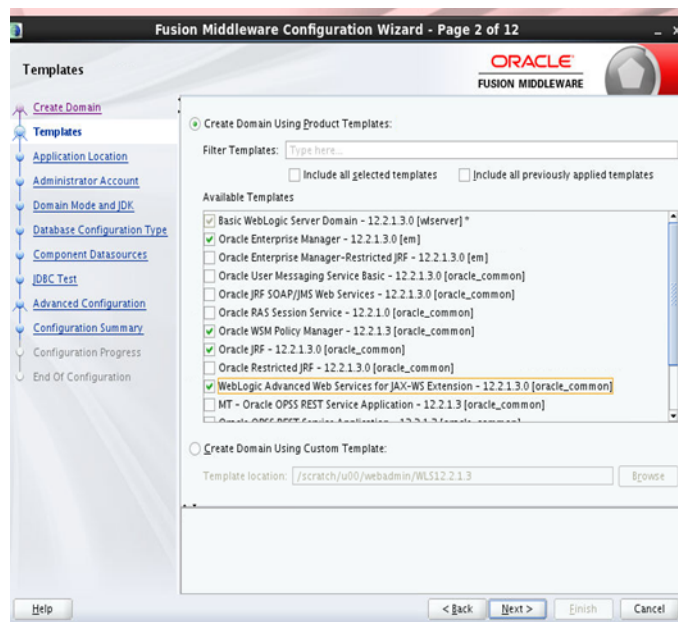 Fusion Middleware Configuration Wizard - Page 2 of 12
Templates
ORACLE
FUSION MIDDLEWARE
Create Domain
Templates
Application Location
Administrator Account
Domain Mode and JDK
Database Configuration Type
Component Datasources
JDBC Test
Advanced Configuration
Configuration Summary
Configuration Progress
End Of Configuration
Create Domain Using Product Templates:
Filter Templates: Type here...
Include all selected templates Include all previously applied templates
Available Templates
Basic WebLogic Server Domain - 12.2.1.3.0 [wlserver] *
Oracle Enterprise Manager - 12.2.1.3.0 [em]
Oracle Enterprise Manager-Restricted JRF - 12.2.1.3.0 [em]
Oracle User Messaging Service Basic - 12.2.1.3.0 [oracle_common]
Oracle JRF SOAP/JMS Web Services - 12.2.1.3.0 [oracle_common]
Oracle RAS Session Service - 12.2.1.0 [oracle_common]
Oracle WSM Policy Manager - 12.2.1.3 [oracle_common]
Oracle JRF - 12.2.1.3.0 [oracle_common]
Oracle Restricted JRF - 12.2.1.3.0 [oracle_common]
WebLogic Advanced Web Services for JAX-WS Extension - 12.2.1.3.0 [oracle_common]
MT - Oracle OPSS REST Service Application - 12.2.1.3 [oracle_common]
Oracle OPSS REST Service Application - 12.2.1.3 [oracle_common]
Create Domain Using Custom Template:
Template location: /scratch/u00/webadmin/WLS12.2.1.3 Browse
Help < Back Next > Finish Cancel